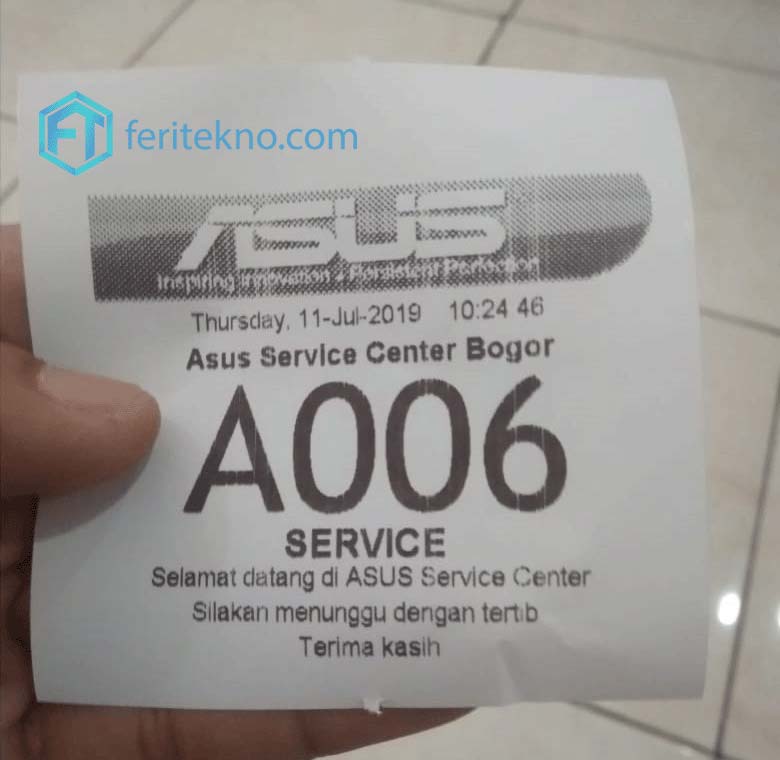 feritekno.com
ASUS
Inspiring Innovation • Persistent Perfection
Thursday, 11-Jul-2019 10:24 46
Asus Service Center Bogor
A006
SERVICE
Selamat datang di ASUS Service Center
Silakan menunggu dengan tertib
Terima kasih